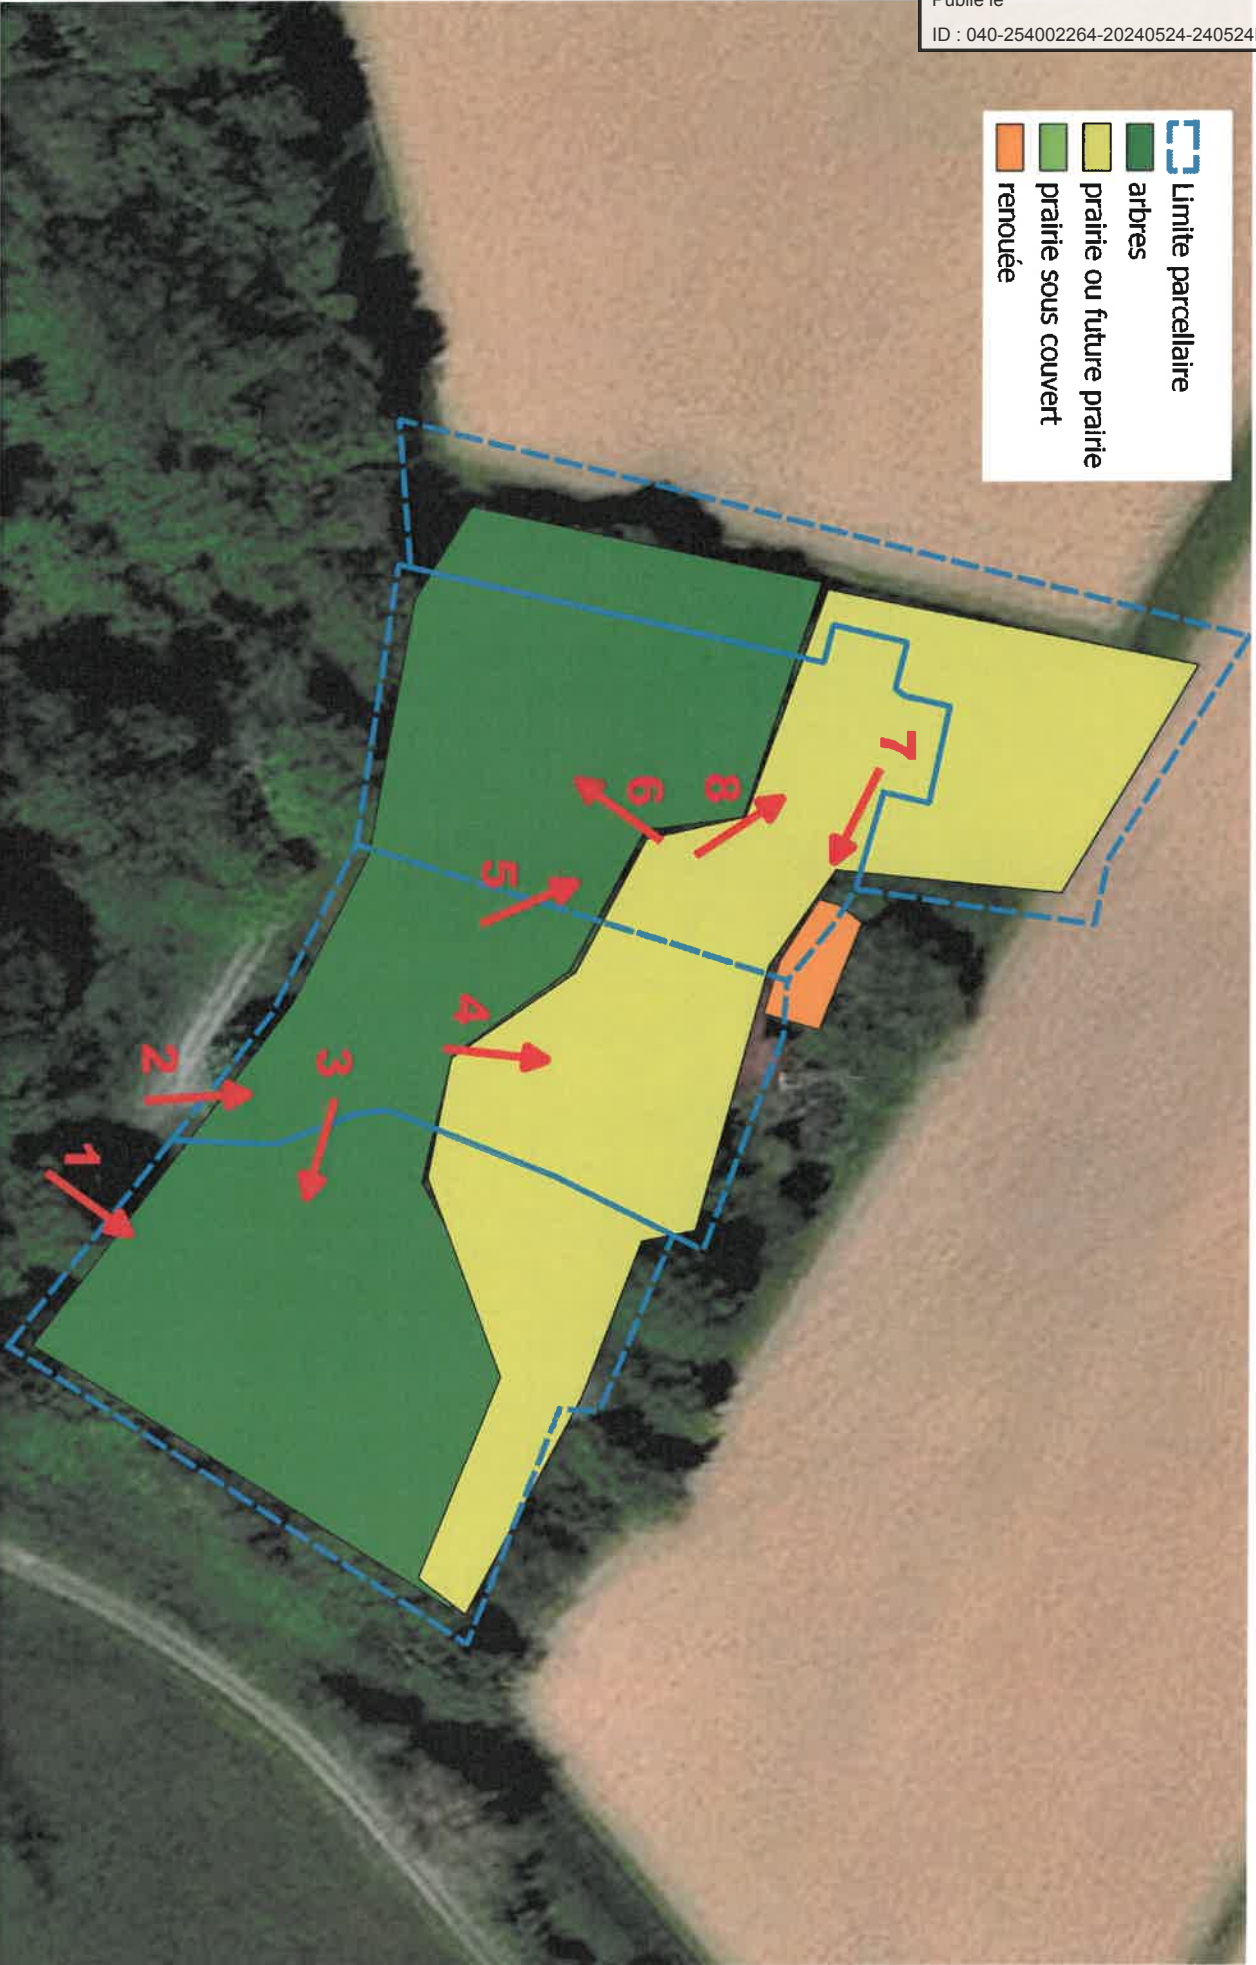 Publié le
ID : 040-254002264-20240524-240524
Limite parcellaire
arbres
prairie ou future prairie
prairie sous couvert
renouée
7
8
6
5
4
3
2
1